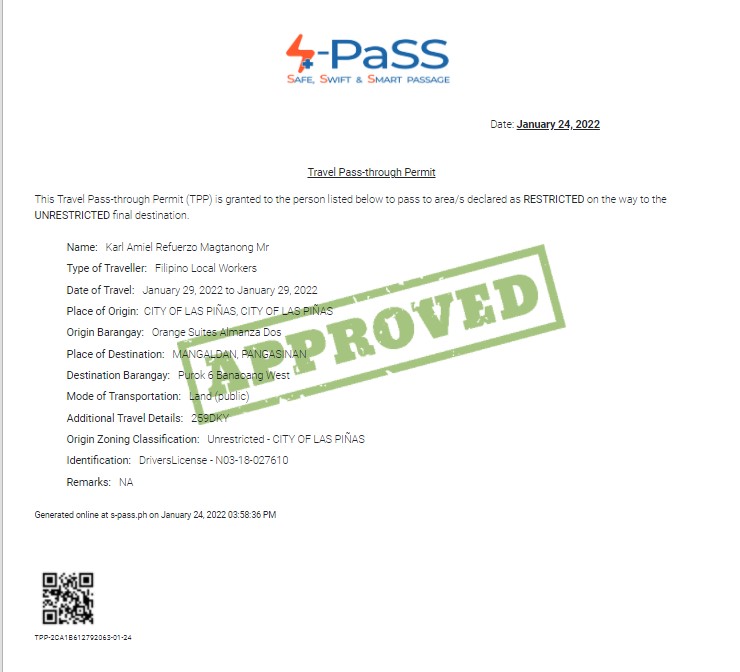 S-PaSS
SAFE, SWIFT & SMART PASSAGE
Date: January 24, 2022
Travel Pass-through Permit
This Travel Pass-through Permit (TPP) is granted to the person listed below to pass to area/s declared as RESTRICTED on the way to the
UNRESTRICTED final destination.
Name: Karl Amiel Refuerzo Magtanong Mr
Type of Traveller: Filipino Local Workers
Date of Travel: January 29, 2022 to January 29, 2022
Place of Origin: CITY OF LAS PIÑAS, CITY OF LAS PIÑAS
Origin Barangay: Orange Suites Almanza Dos
Place of Destination: MANGALDAN, PANGASINAN
Destination Barangay: Purok 6 Banaoang West
Mode of Transportation: Land (public)
Additional Travel Details: 259DKY
Origin Zoning Classification: Unrestricted - CITY OF LAS PIÑAS
Identification: DriversLicense - N03-18-027610
Remarks: NA
APPROVED
Generated online at s-pass.ph on January 24, 2022 03:58:36 PM
TPP-2CA1B612792063-01-24